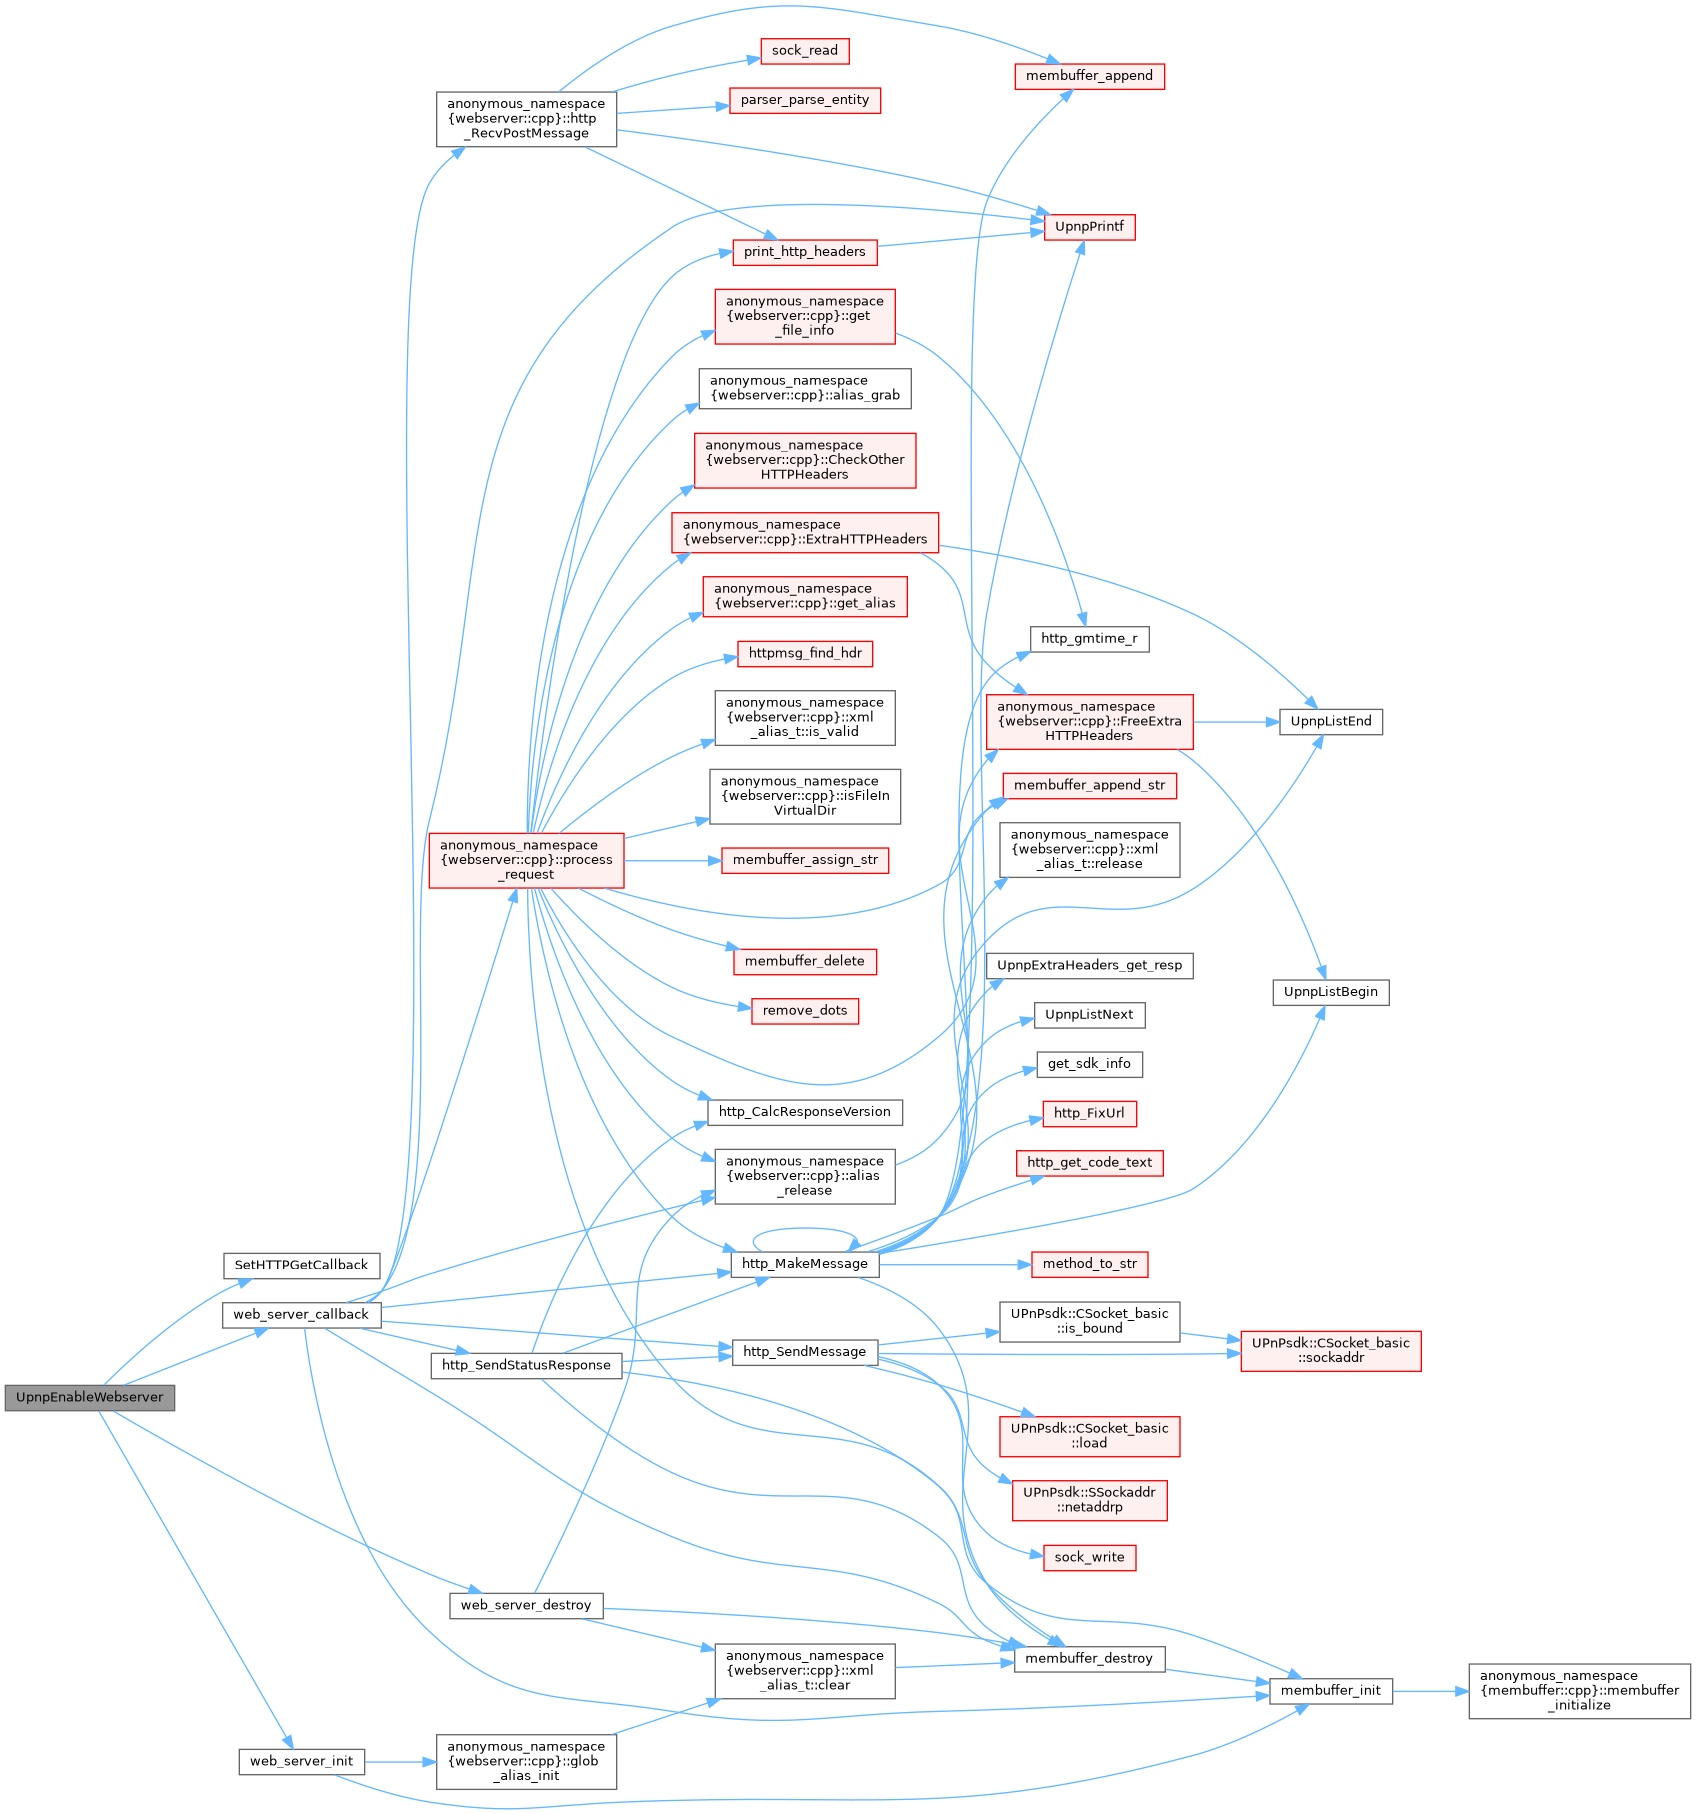 UpnpEnableWebserver
SetHTTPGetCallback
web_server_callback
web_server_init
anonymous_namespace
{webserver::cpp}::http
_RecvPostMessage
anonymous_namespace
{webserver::cpp}::process
_request
http_SendStatusResponse
web_server_destroy
anonymous_namespace
{webserver::cpp}::glob
_alias_init
sock_read
parser_parse_entity
print_http_headers
anonymous_namespace
{webserver::cpp}::get
_file_info
anonymous_namespace
{webserver::cpp}::alias_grab
anonymous_namespace
{webserver::cpp}::CheckOther
HTTPHeaders
anonymous_namespace
{webserver::cpp}::ExtraHTTPHeaders
anonymous_namespace
{webserver::cpp}::get_alias
httpmsg_find_hdr
anonymous_namespace
{webserver::cpp}::xml
_alias_t::is_valid
anonymous_namespace
{webserver::cpp}::isFileIn
VirtualDir
membuffer_assign_str
membuffer_delete
remove_dots
http_CalcResponseVersion
anonymous_namespace
{webserver::cpp}::alias
_release
http_MakeMessage
http_SendMessage
anonymous_namespace
{webserver::cpp}::xml
_alias_t::clear
membuffer_append
UpnpPrintf
http_gmtime_r
anonymous_namespace
{webserver::cpp}::FreeExtra
HTTPHeaders
membuffer_append_str
anonymous_namespace
{webserver::cpp}::xml
_alias_t::release
UpnpExtraHeaders_get_resp
UpnpListNext
get_sdk_info
http_FixUrl
http_get_code_text
method_to_str
UPnPsdk::CSocket_basic
::is_bound
UPnPsdk::CSocket_basic
::load
UPnPsdk::SSockaddr
::netaddrp
sock_write
membuffer_destroy
UpnpListEnd
UpnpListBegin
UPnPsdk::CSocket_basic
::sockaddr
membuffer_init
anonymous_namespace
{membuffer::cpp}::membuffer
_initialize